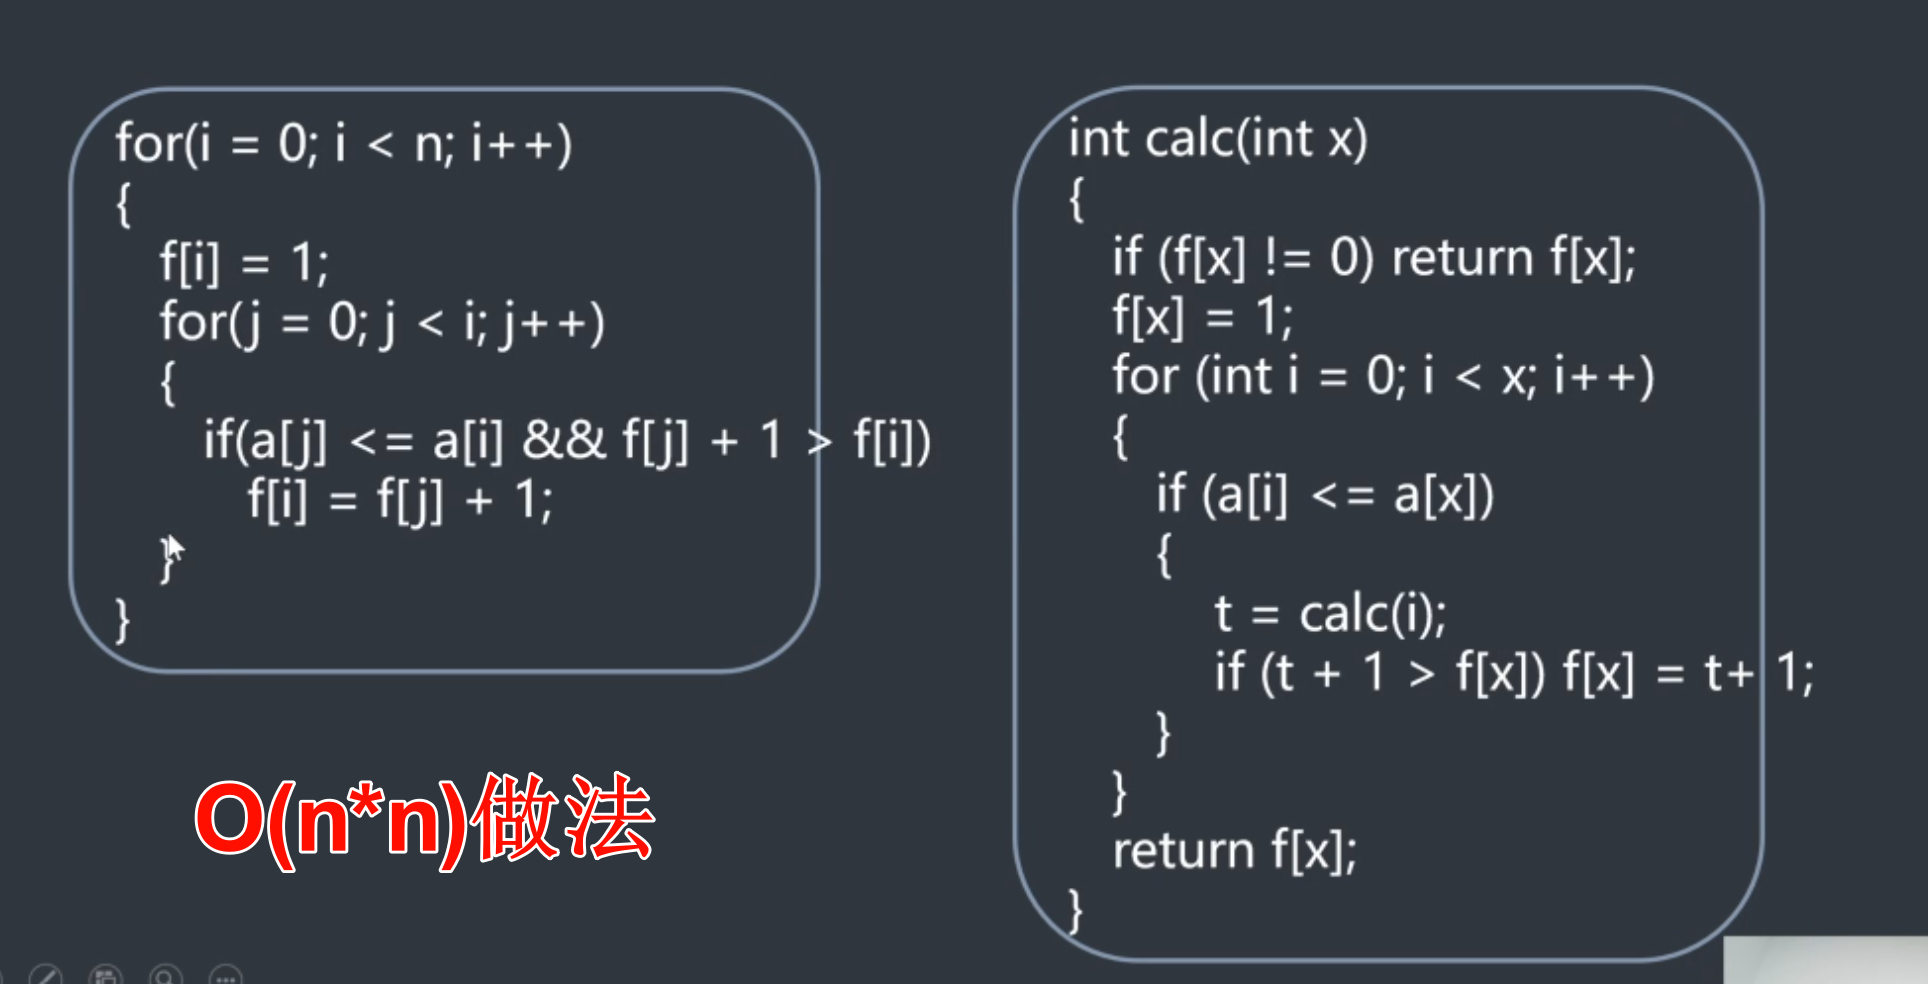 for(i = 0; i < n; i++)
{
f[i] = 1;
for(j = 0; j < i; j++)
{
if(a[j] <= a[i] && f[j] + 1 > f[i])
f[i] = f[j] + 1;
}
}
O(n*n)做法
int calc(int x)
{
if (f[x] != 0) return f[x];
f[x] = 1;
for (int i = 0; i < x; i++)
{
if (a[i] <= a[x])
{
t = calc(i);
if (t + 1 > f[x]) f[x] = t+ 1;
}
}
return f[x];
}